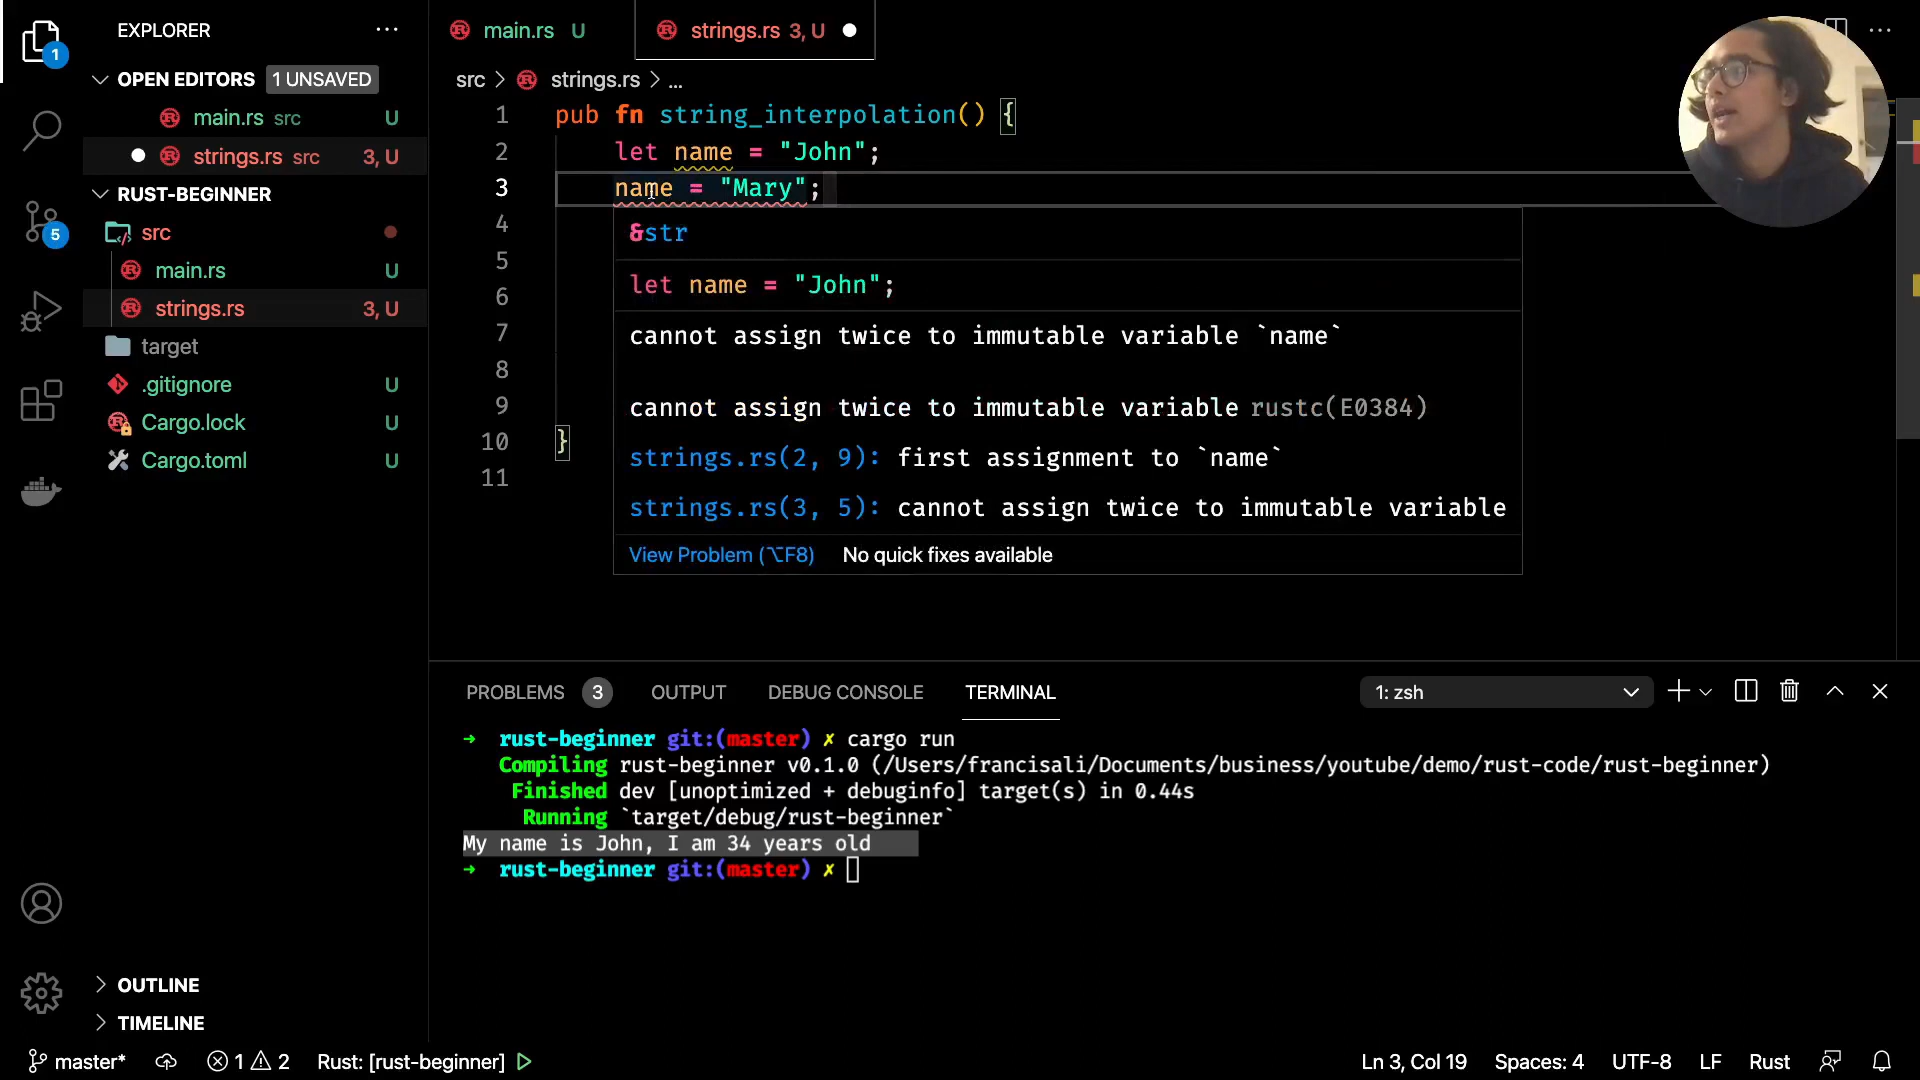 EXPLORER
1
OPEN EDITORS 1 UNSAVED
main.rs src U
strings.rs src 3, U
RUST-BEGINNER
5
src
main.rs U
strings.rs 3, U
target
.gitignore U
Cargo.lock U
Cargo.toml U
OUTLINE
TIMELINE
main.rs U
strings.rs 3, U
src > strings.rs > ...
1 pub fn string_interpolation() {
2 let name = "John";
3 name = "Mary";
4
5
6
7
8
9
10 }
11
&str
let name = "John";
cannot assign twice to immutable variable `name`
cannot assign twice to immutable variable rustc(E0384)
strings.rs(2, 9): first assignment to `name`
strings.rs(3, 5): cannot assign twice to immutable variable
View Problem (⌥F8) No quick fixes available
PROBLEMS 3 OUTPUT DEBUG CONSOLE TERMINAL 1: zsh
➜ rust-beginner git:(master) ✗ cargo run
Compiling rust-beginner v0.1.0 (/Users/francisali/Documents/business/youtube/demo/rust-code/rust-beginner)
Finished dev [unoptimized + debuginfo] target(s) in 0.44s
Running `target/debug/rust-beginner`
My name is John, I am 34 years old
➜ rust-beginner git:(master) ✗
master* 1 2 Rust: [rust-beginner] Ln 3, Col 19 Spaces: 4 UTF-8 LF Rust